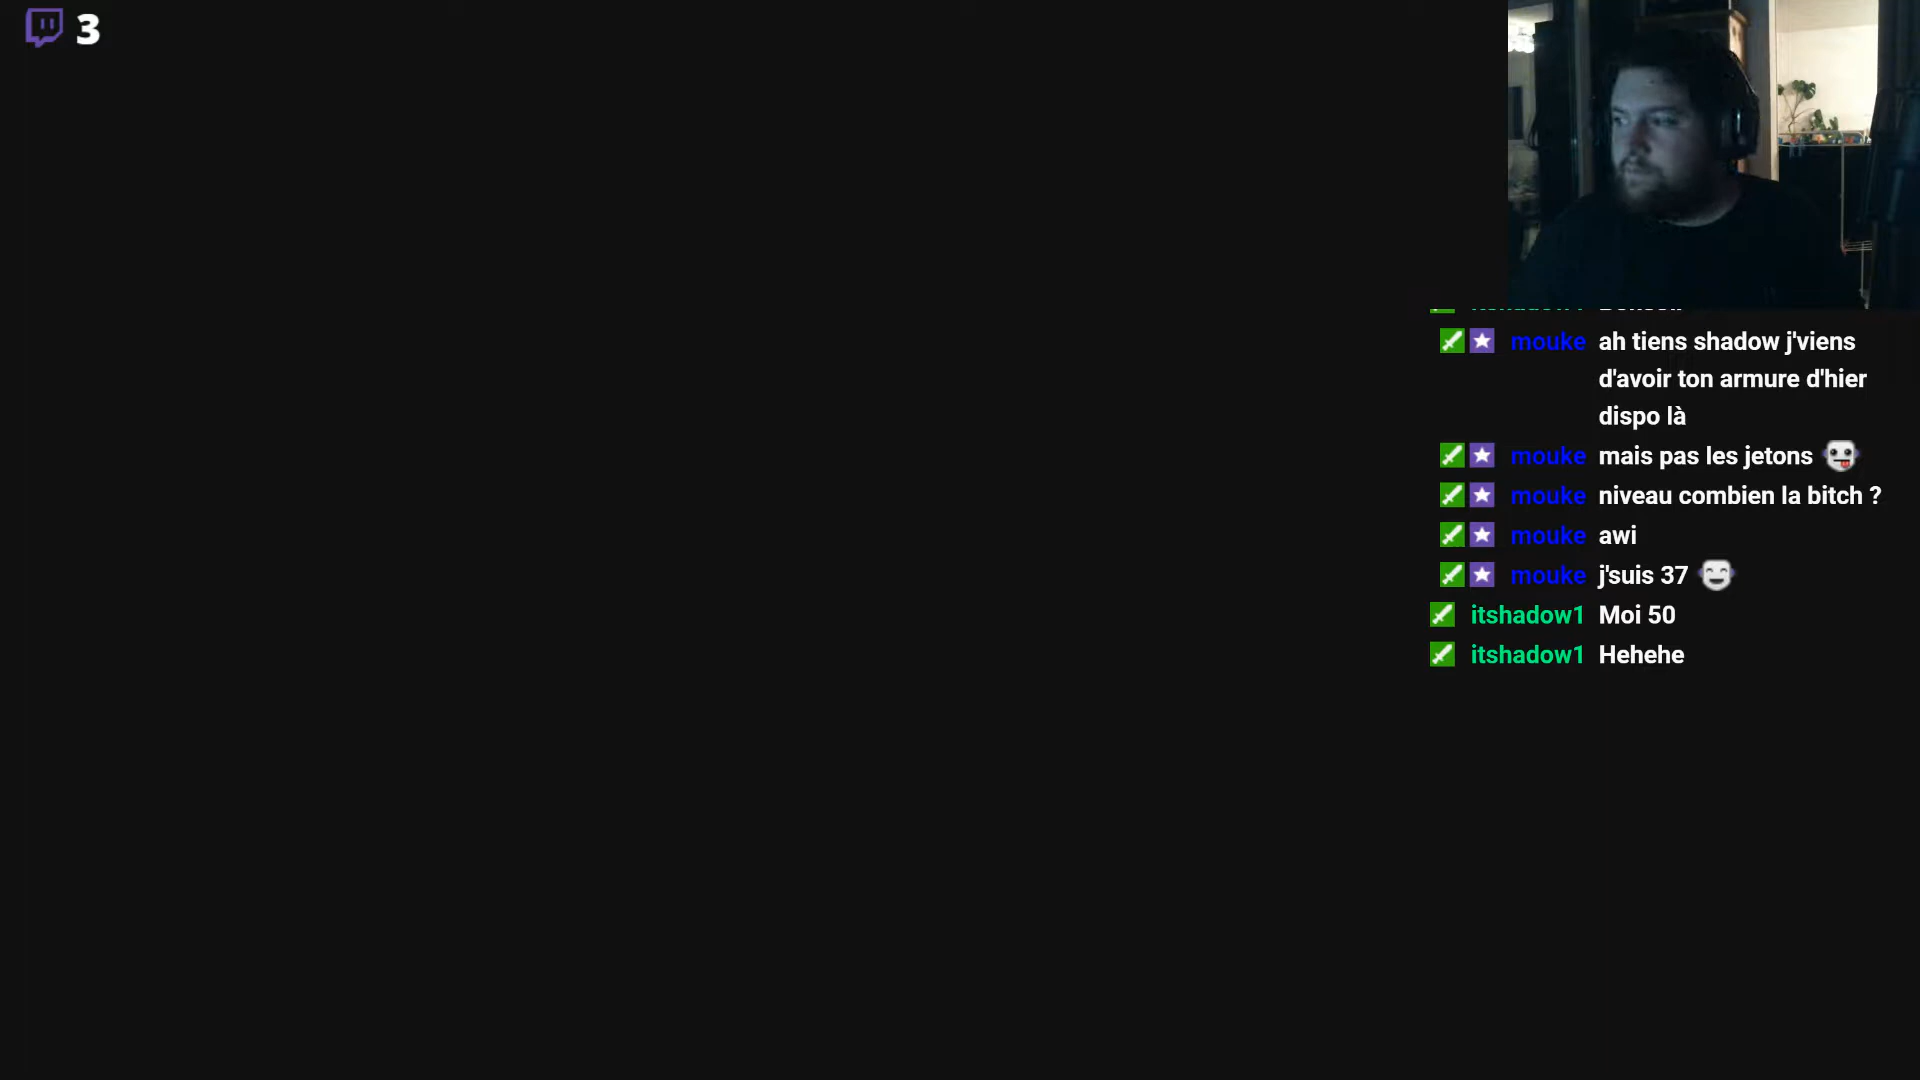 3
mouke ah tiens shadow j'viens
d'avoir ton armure d'hier
dispo là
mouke mais pas les jetons
mouke niveau combien la bitch ?
mouke awi
mouke j'suis 37
itshadow1 Moi 50
itshadow1 Hehehe